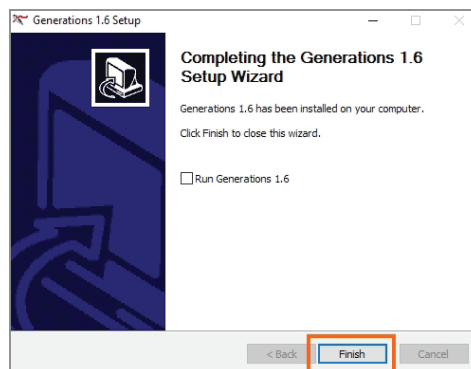 Generations 1.6 Setup
Completing the Generations 1.6
Setup Wizard
Generations 1.6 has been installed on your computer.
Click Finish to close this wizard.
Run Generations 1.6
< Back
Finish
Cancel